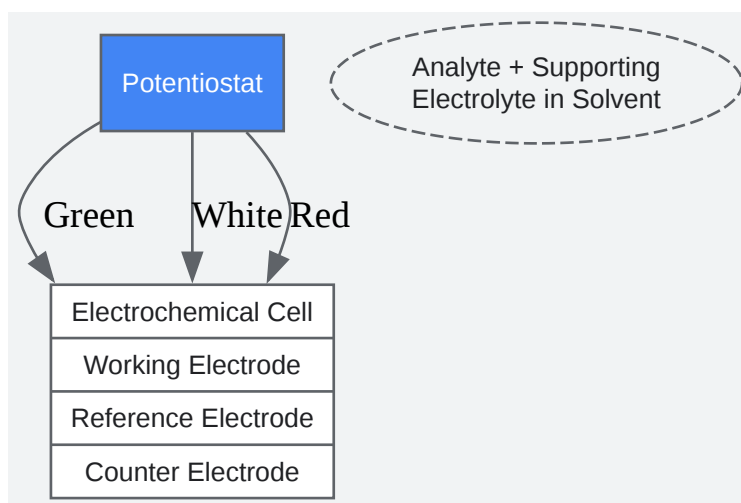 Potentiostat
Analyte + Supporting
Electrolyte in Solvent
Green
White
Red
Electrochemical Cell
Working Electrode
Reference Electrode
Counter Electrode